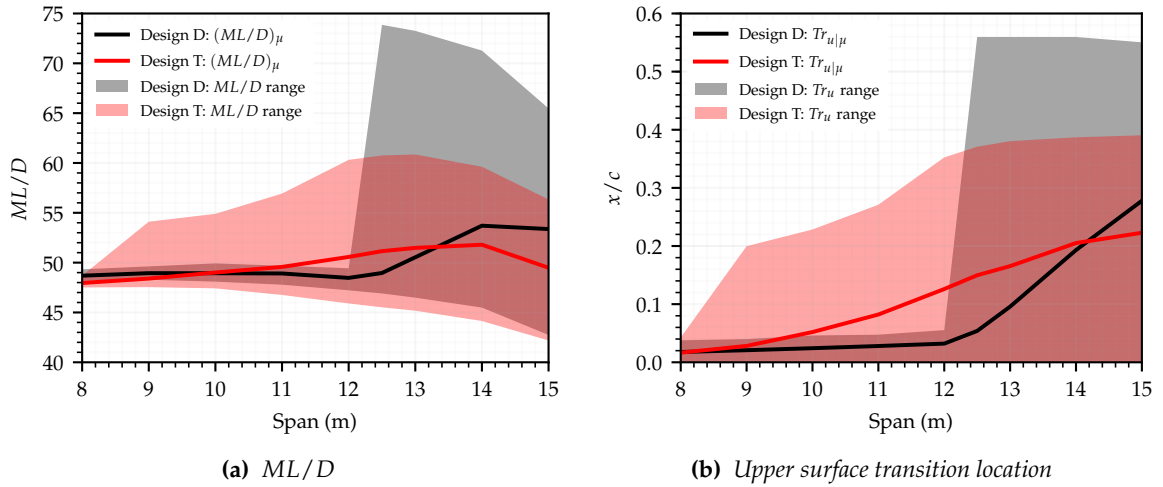 75
70
65
60
55
50
45
40
ML/D
Design D: (ML/D)μ
Design T: (ML/D)μ
Design D: ML/D range
Design T: ML/D range
8 9 10 11 12 13 14 15
Span (m)
(a) ML/D
0.6
0.5
0.4
0.3
0.2
0.1
0.0
x/c
Design D: Tru|μ
Design T: Tru|μ
Design D: Tru range
Design T: Tru range
8 9 10 11 12 13 14 15
Span (m)
(b) Upper surface transition location